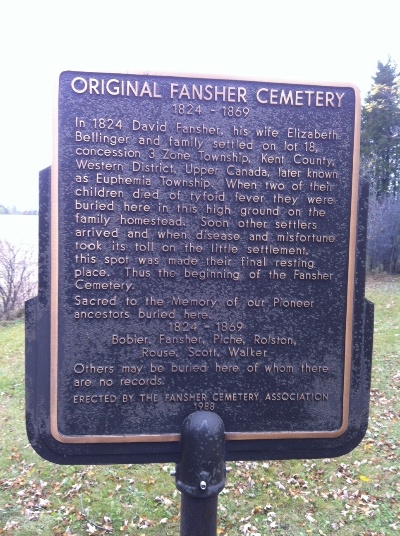 ORIGINAL FANSHER CEMETERY
1824 - 1869
In 1824 David Fansher, his wife Elizabeth
Bellinger and family settled on lot 18,
concession 3 Zone Township, Kent County,
Western District, Upper Canada, later known
as Euphemia Township. When two of their
children died of tyfoid fever they were
buried here in this high ground on the
family homestead. Soon other settlers
arrived and when disease and misfortune
took its toll on the little settlement,
this spot was made their final resting
place. Thus the beginning of the Fansher
Cemetery.
Sacred to the Memory of our Pioneer
ancestors buried here.
1824 - 1869
Bobier, Fansher, Piché, Rolston,
Rouse, Scott, Walker
Others may be buried here of whom there
are no records.
ERECTED BY THE FANSHER CEMETERY ASSOCIATION
1988